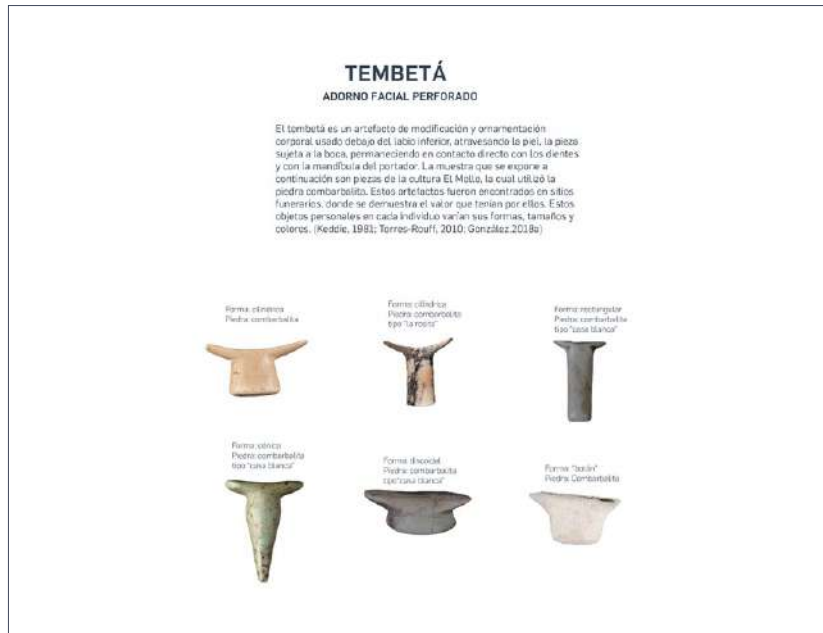 TEMBETÁ
ADORNO FACIAL PERFORADO
El tembetá es un artefacto de modificación y ornamentación
corporal usado debajo del labio inferior, atravesando la piel, la pieza
sujeta a la boca, permaneciendo en contacto directo con los dientes
y con la mandíbula del portador. La muestra que se expone a
continuación son piezas de la cultura El Molle, la cual utilizó la
piedra combarbalita. Estos artefactos fueron encontrados en sitios
funerarios, donde se demuestra el valor que tenían por ellos. Estos
objetos personales en cada individuo varían sus formas, tamaños y
colores. (Keddie, 1981; Torres-Rouff, 2010; González,2018a)
Forma: cilíndrica
Piedra: combarbalita
Forma: cilíndrica
Piedra: combarbalita
tipo "la rosita"
Forma: rectangular
Piedra: combarbalita
tipo "casa blanca"
Forma: cónica
Piedra: combarbalita
tipo "casa blanca"
Forma: discoidal
Piedra: combarbalita
tipo "casa blanca"
Forma: "botón"
Piedra: Combarbalita